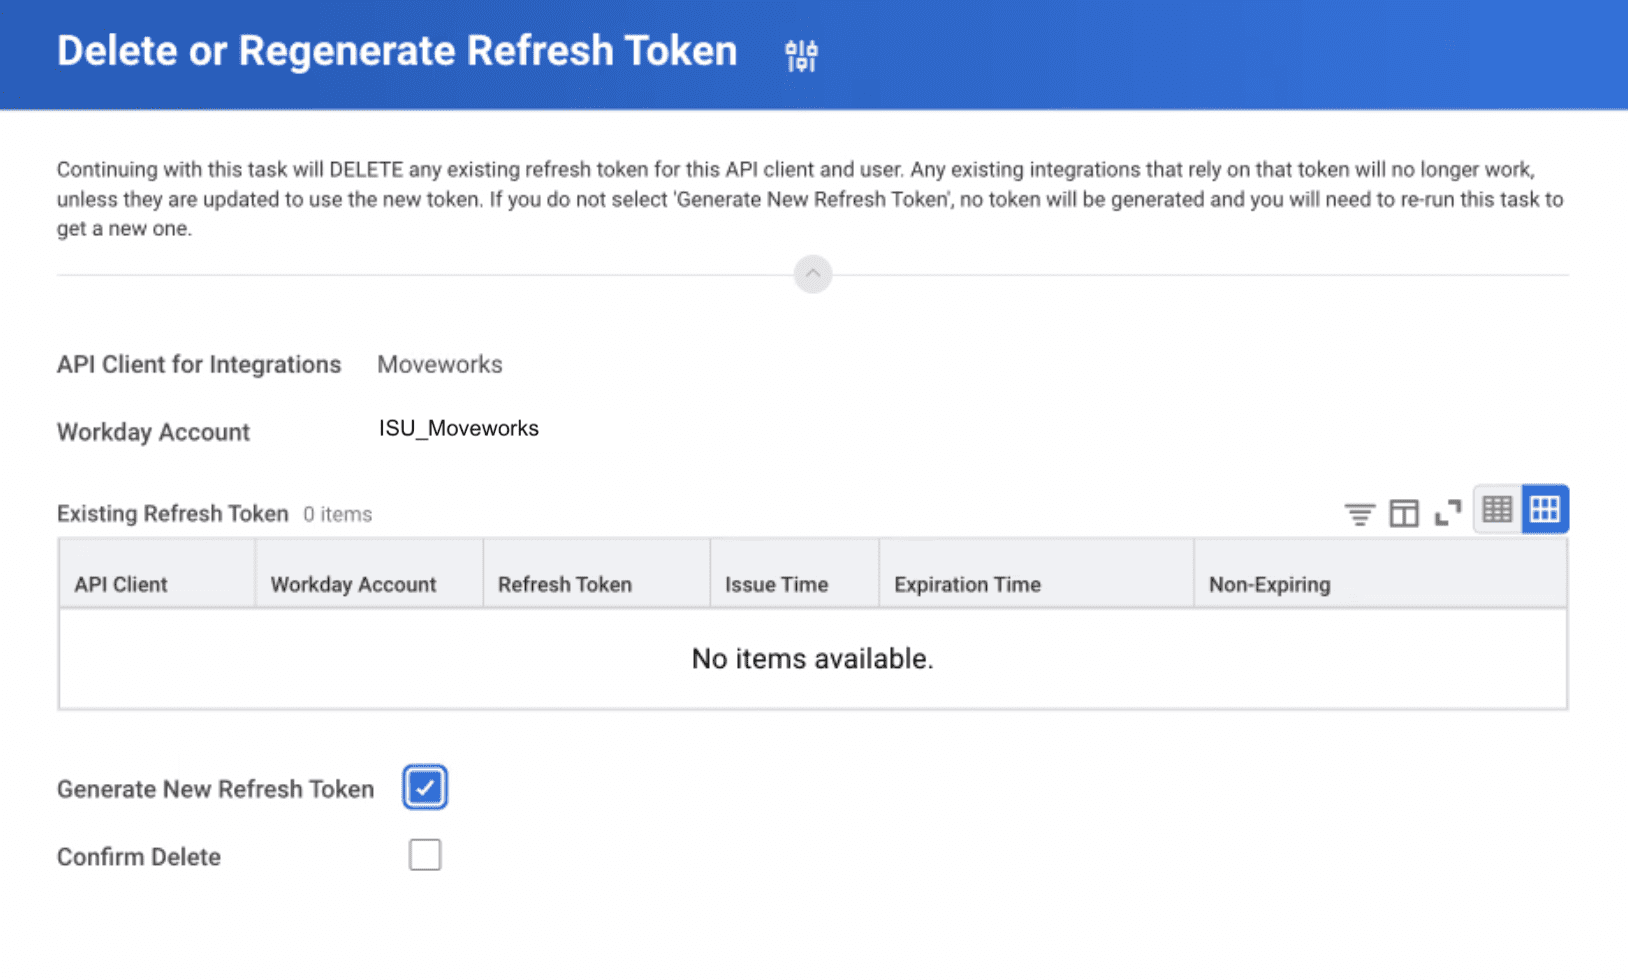 Delete or Regenerate Refresh Token
Continuing with this task will DELETE any existing refresh token for this API client and user. Any existing integrations that rely on that token will no longer work,
unless they are updated to use the new token. If you do not select 'Generate New Refresh Token', no token will be generated and you will need to re-run this task to
get a new one.
API Client for Integrations Moveworks
Workday Account ISU_Moveworks
Existing Refresh Token 0 items
API Client Workday Account Refresh Token Issue Time Expiration Time Non-Expiring
No items available.
Generate New Refresh Token
Confirm Delete